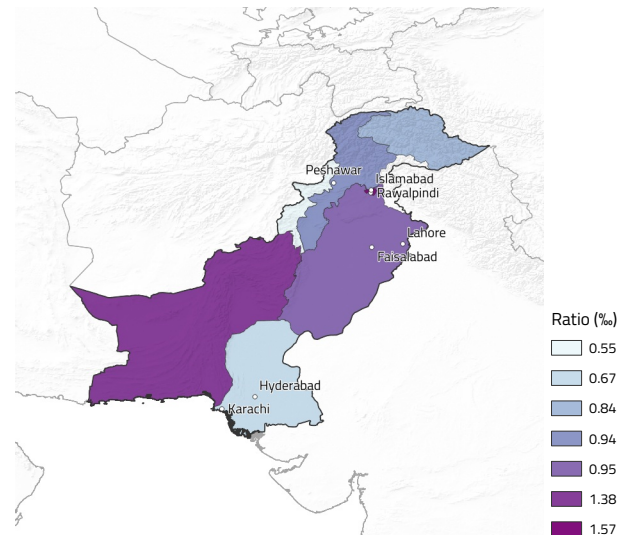 Peshawar
Islamabad
Rawalpindi
Lahore
Faisalabad
Hyderabad
Karachi
Ratio (‰)
0.55
0.67
0.84
0.94
0.95
1.38
1.57